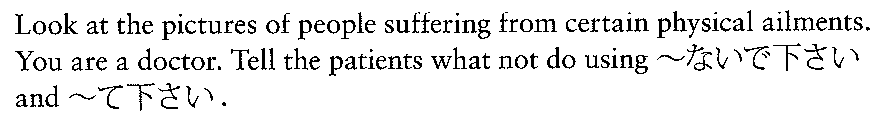 Look at the pictures of people suffering from certain physical ailments.
You are a doctor. Tell the patients what not do using 〜ないで下さい
and 〜て下さい.